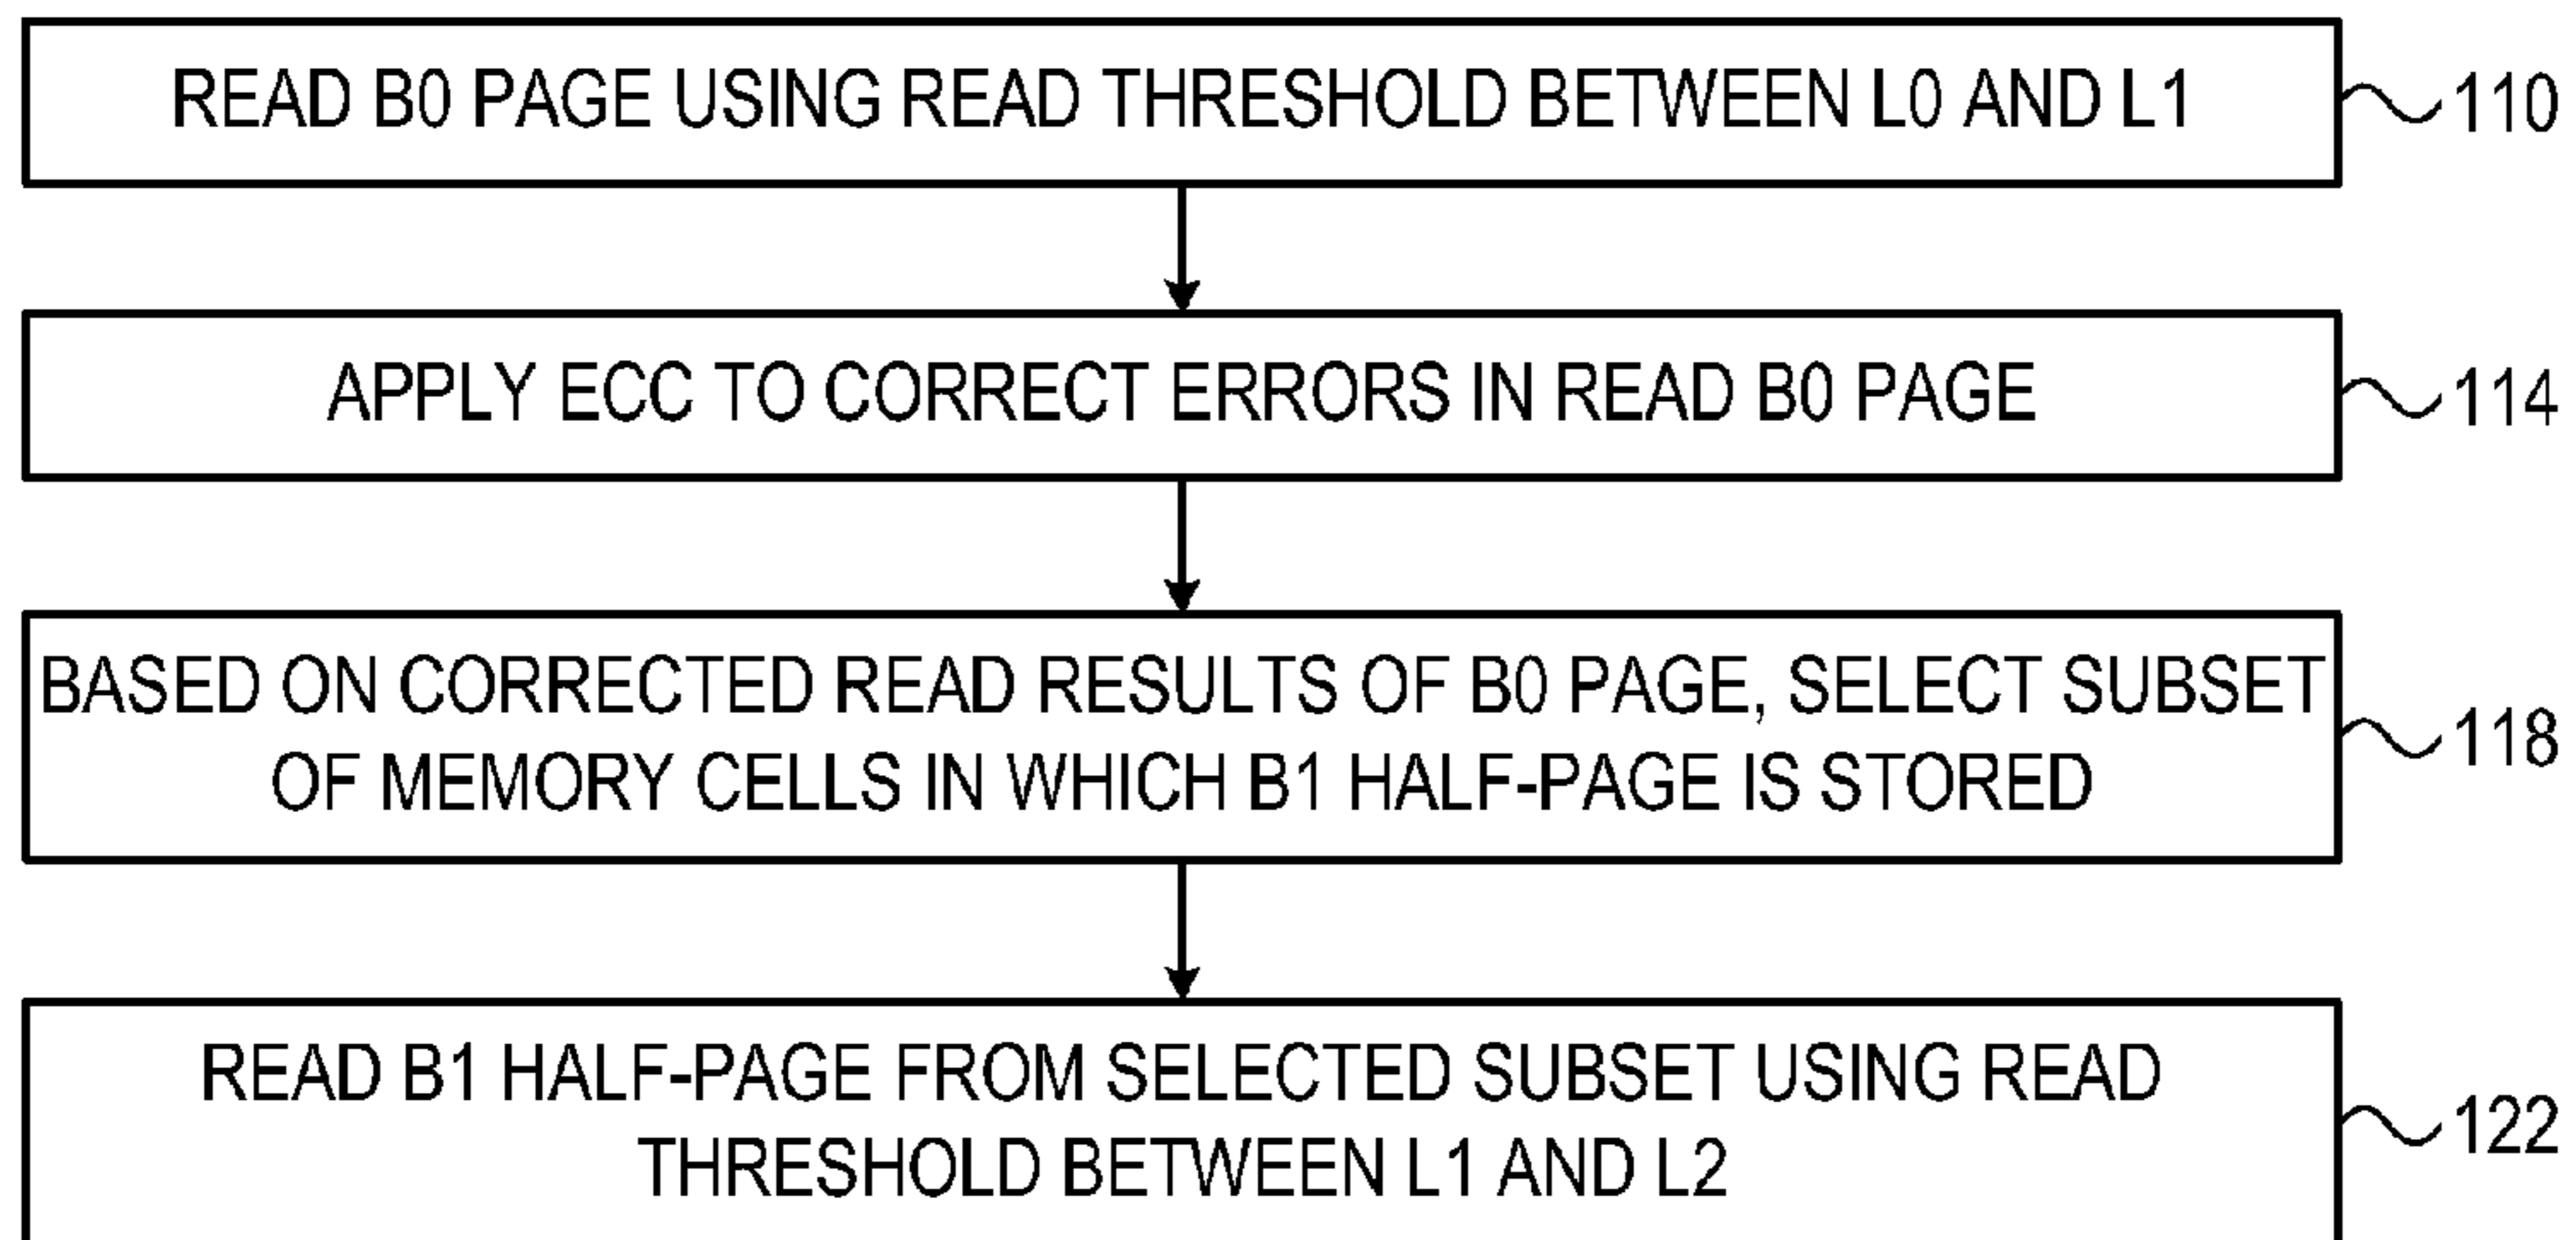 READ B0 PAGE USING READ THRESHOLD BETWEEN L0 AND L1
110
APPLY ECC TO CORRECT ERRORS IN READ B0 PAGE
114
BASED ON CORRECTED READ RESULTS OF B0 PAGE, SELECT SUBSET
OF MEMORY CELLS IN WHICH B1 HALF-PAGE IS STORED
118
READ B1 HALF-PAGE FROM SELECTED SUBSET USING READ
THRESHOLD BETWEEN L1 AND L2
122